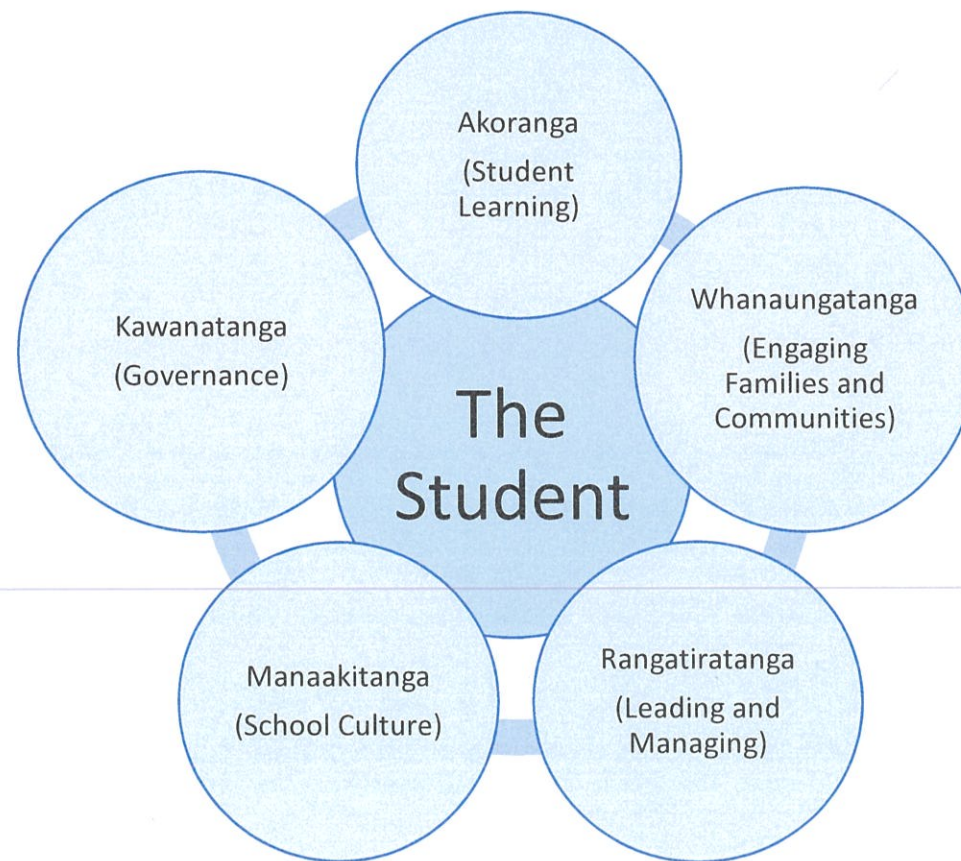 Akoranga
(Student
Learning)
Whanaungatanga
(Engaging
Families and
Communities)
Rangatiratanga
(Leading and
Managing)
Manaakitanga
(School Culture)
Kawanatanga
(Governance)
The
Student